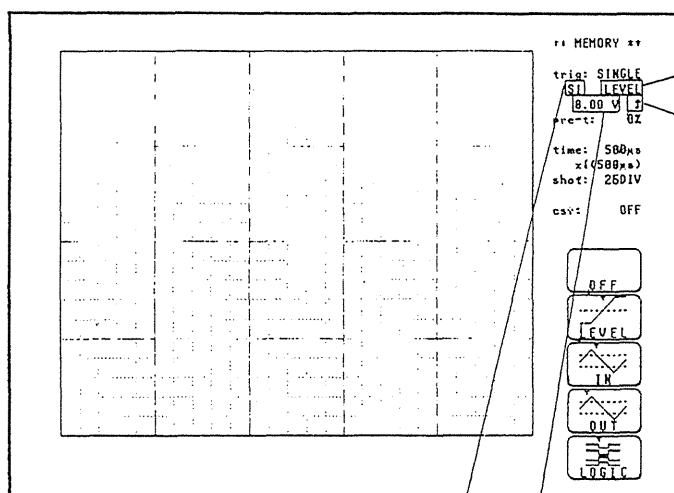 ** MEMORY **
trig: SINGLE
S1 LEVEL
8.00 V ↥
pre-t: 0%
time: 500µs
x1(500µs)
shot: 25DIV
csr: OFF
OFF
LEVEL
IN
OUT
LOGIC